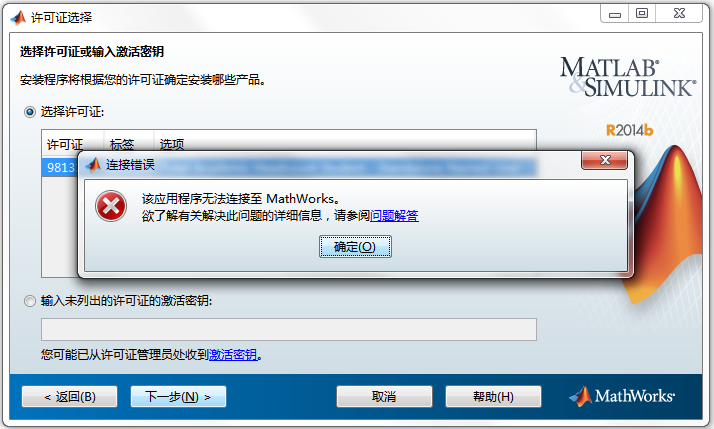 许可证选择
选择许可证或输入激活密钥
安装程序将根据您的许可证确定安装哪些产品。
MATLAB®
&SIMULINK®
R2014b
选择许可证:
许可证 标签 选项
9813
连接错误
该应用程序无法连接至 MathWorks。
欲了解有关解决此问题的详细信息，请参阅问题解答
确定(O)
输入未列出的许可证的激活密钥:
您可能已从许可证管理员处收到激活密钥。
< 返回(B) 下一步(N) > 取消 帮助(H) MathWorks®